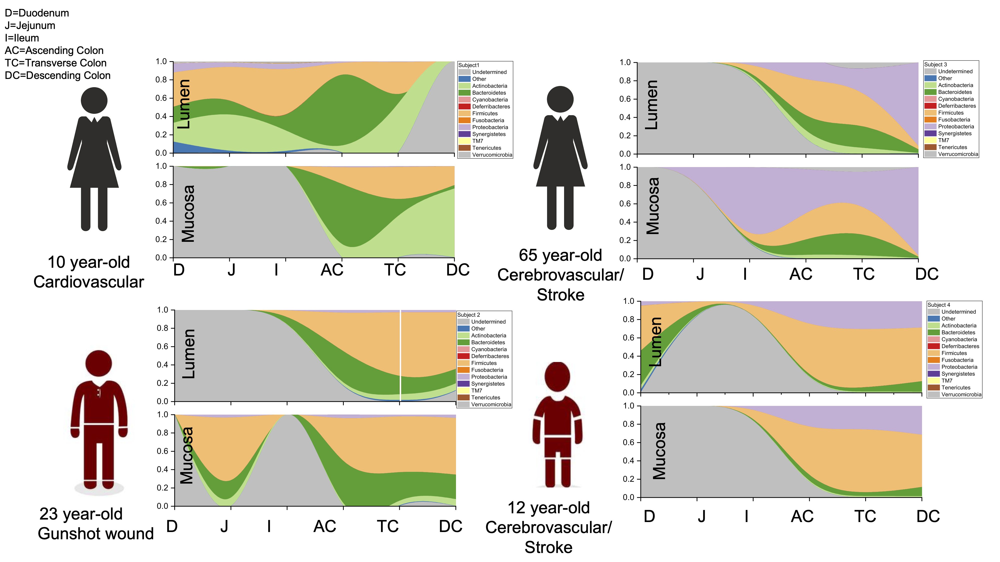 D=Duodenum
J=Jejunum
I=Ileum
AC=Ascending Colon
TC=Transverse Colon
DC=Descending Colon
1.0
0.8
0.6
0.4
0.2
0.0
Lumen
Subject1
Undetermined
Other
Actinobacteria
Bacteroidetes
Cyanobacteria
Deferribacteres
Firmicutes
Fusobacteria
Proteobacteria
Synergistetes
TM7
Tenericutes
Verrucomicrobia
1.0
0.8
0.6
0.4
0.2
0.0
Mucosa
D J I AC TC DC
10 year-old
Cardiovascular
1.0
0.8
0.6
0.4
0.2
0.0
Lumen
Subject 3
Undetermined
Other
Actinobacteria
Bacteroidetes
Cyanobacteria
Deferribacteres
Firmicutes
Fusobacteria
Proteobacteria
Synergistetes
TM7
Tenericutes
Verrucomicrobia
1.0
0.8
0.6
0.4
0.2
0.0
Mucosa
D J I AC TC DC
65 year-old
Cerebrovascular/
Stroke
1.0
0.8
0.6
0.4
0.2
0.0
Lumen
Subject 2
Undetermined
Other
Actinobacteria
Bacteroidetes
Cyanobacteria
Deferribacteres
Firmicutes
Fusobacteria
Proteobacteria
Synergistetes
TM7
Tenericutes
Verrucomicrobia
1.0
0.8
0.6
0.4
0.2
0.0
Mucosa
D J I AC TC DC
23 year-old
Gunshot wound
1.0
0.8
0.6
0.4
0.2
0.0
Lumen
Subject 4
Undetermined
Other
Actinobacteria
Bacteroidetes
Cyanobacteria
Deferribacteres
Firmicutes
Fusobacteria
Proteobacteria
Synergistetes
TM7
Tenericutes
Verrucomicrobia
1.0
0.8
0.6
0.4
0.2
0.0
Mucosa
D J I AC TC DC
12 year-old
Cerebrovascular/
Stroke